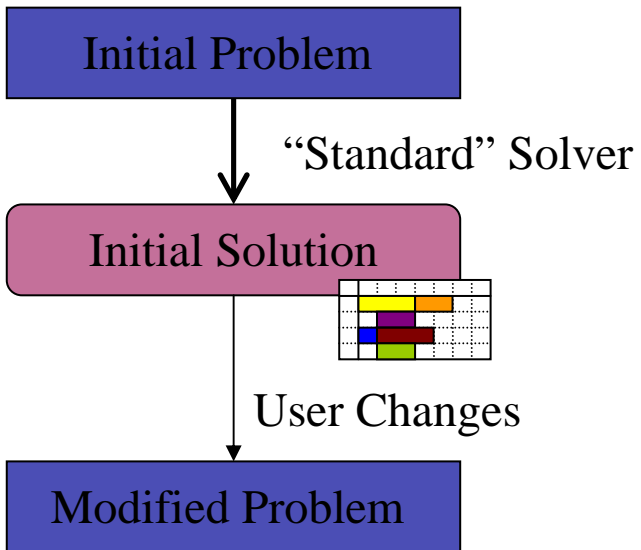 Initial Problem
“Standard” Solver
Initial Solution
User Changes
Modified Problem